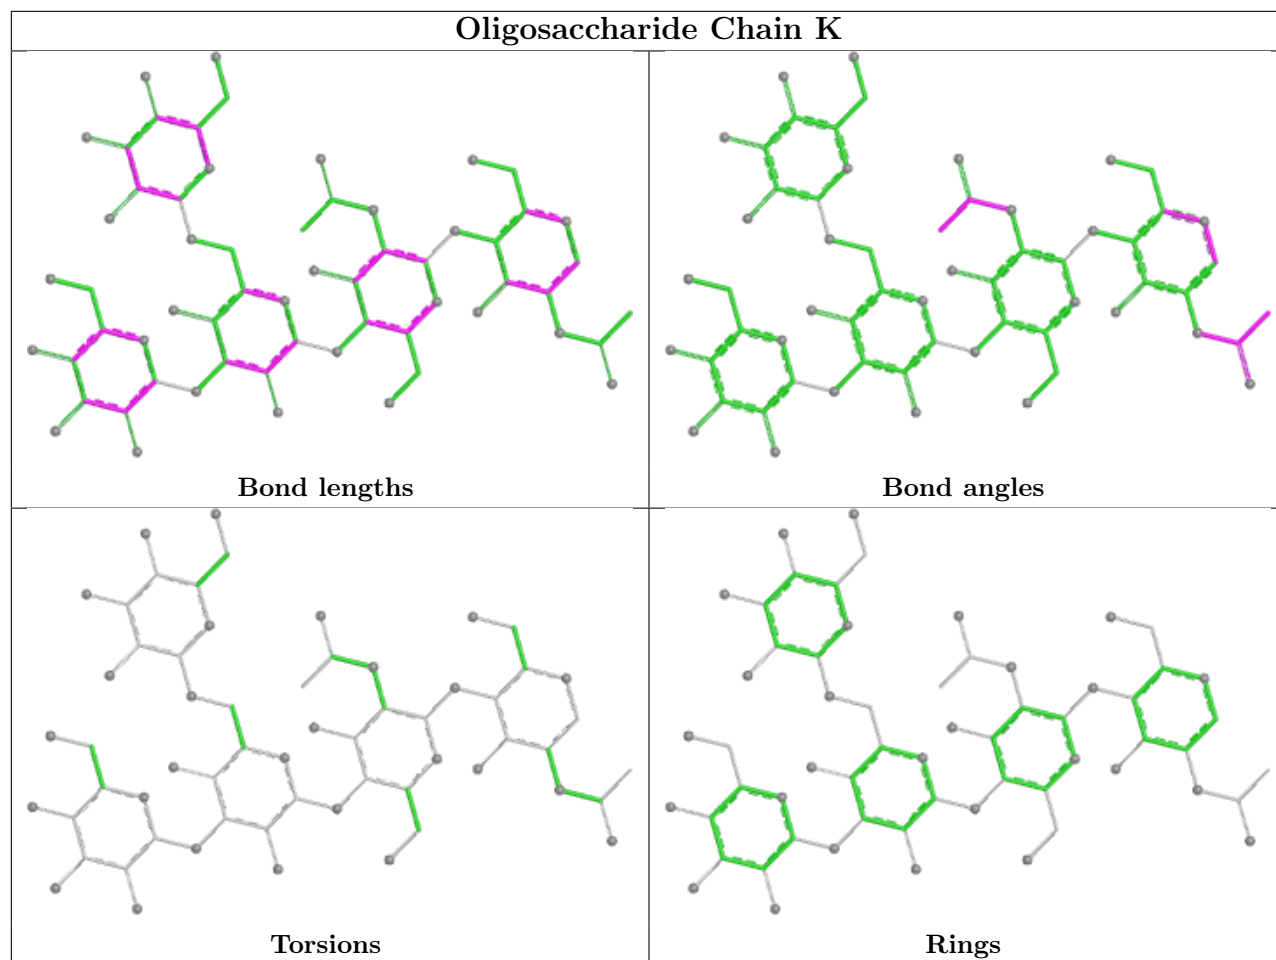 Oligosaccharide Chain K
Bond lengths
Bond angles
Torsions
Rings